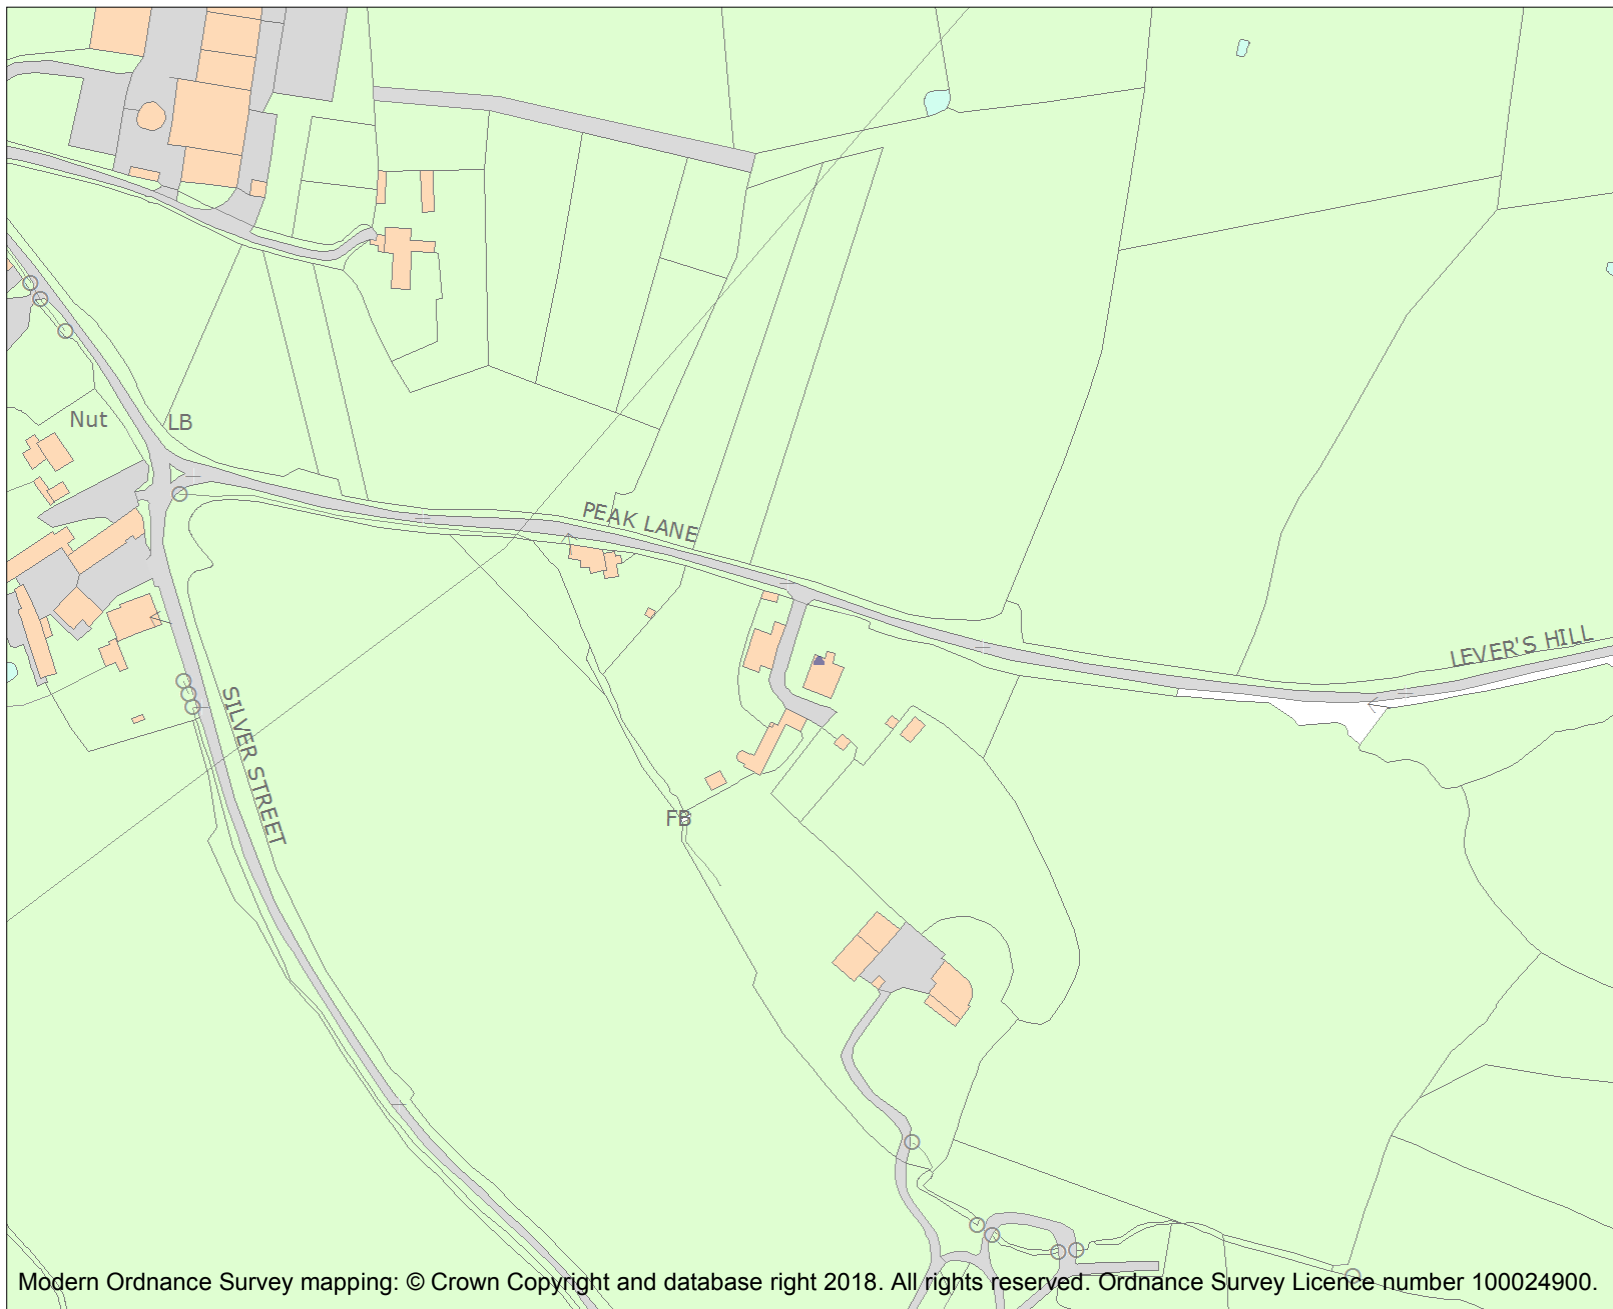 Nut
LB
PEAK LANE
LEVER'S HILL
SILVER STREET
FB
Modern Ordnance Survey mapping: © Crown Copyright and database right 2018. All rights reserved. Ordnance Survey Licence number 100024900.